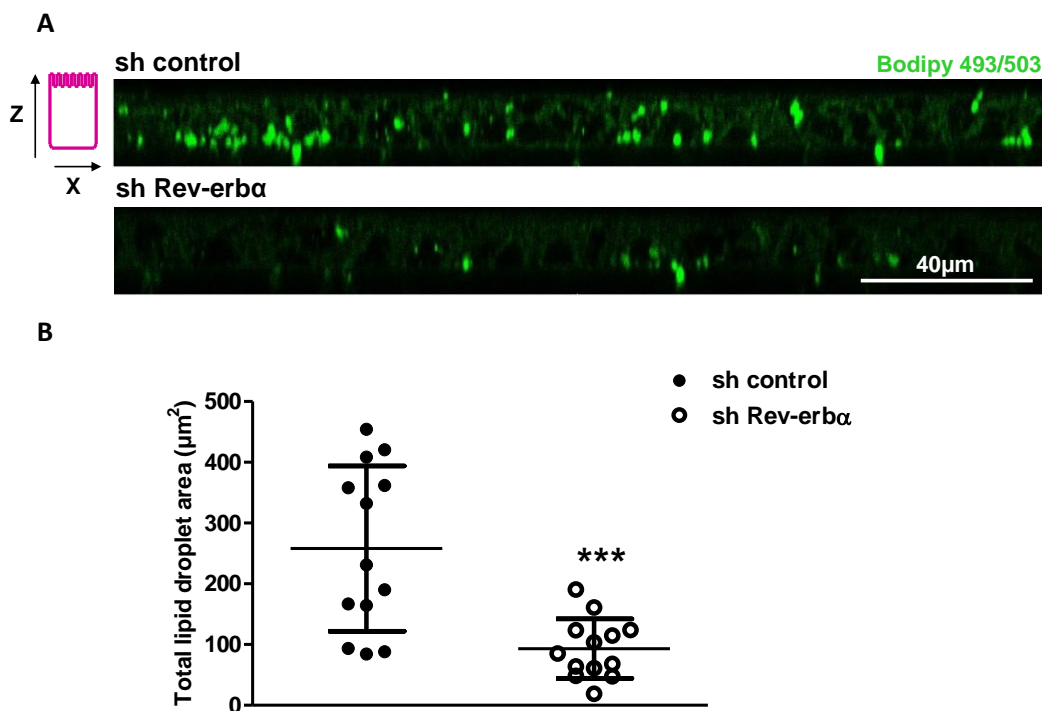 A
sh control
Bodipy 493/503
Z
X
sh Rev-erbα
40µm
B
sh control
sh Rev-erbα
Total lipid droplet area (µm²)
500
400
300
200
100
0
***